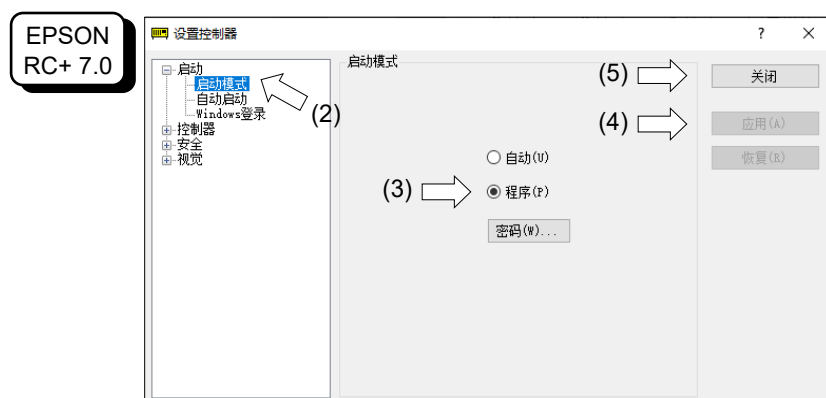 EPSON
RC+ 7.0
设置控制器
?
×
启动
启动模式
自动启动
Windows登录
控制器
安全
视觉
(2)
启动模式
自动(U)
(3)
程序(P)
密码(W)...
(5)
关闭
(4)
应用(A)
恢复(R)